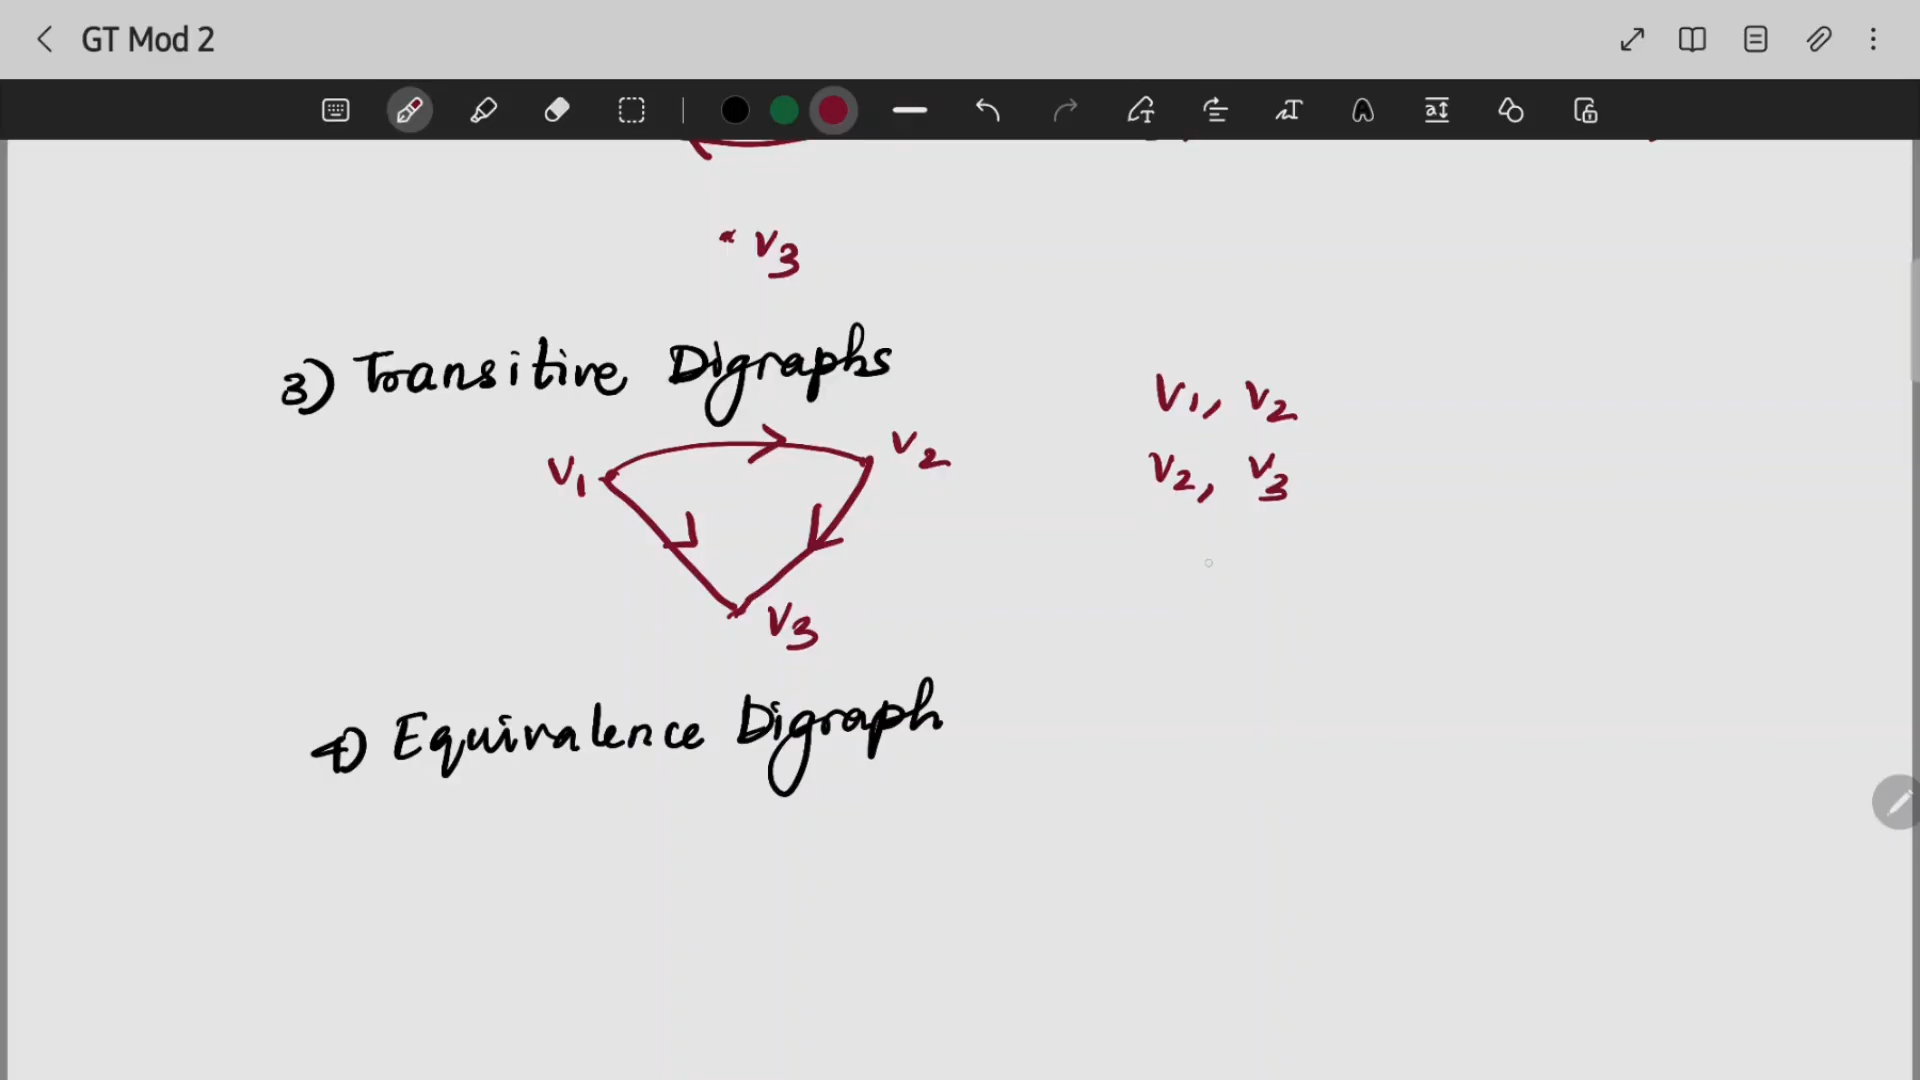 GT Mod 2
v3
3) Transitive Digraphs
v1, v2
v1
v2
v2, v3
v3
4) Equivalence Digraph